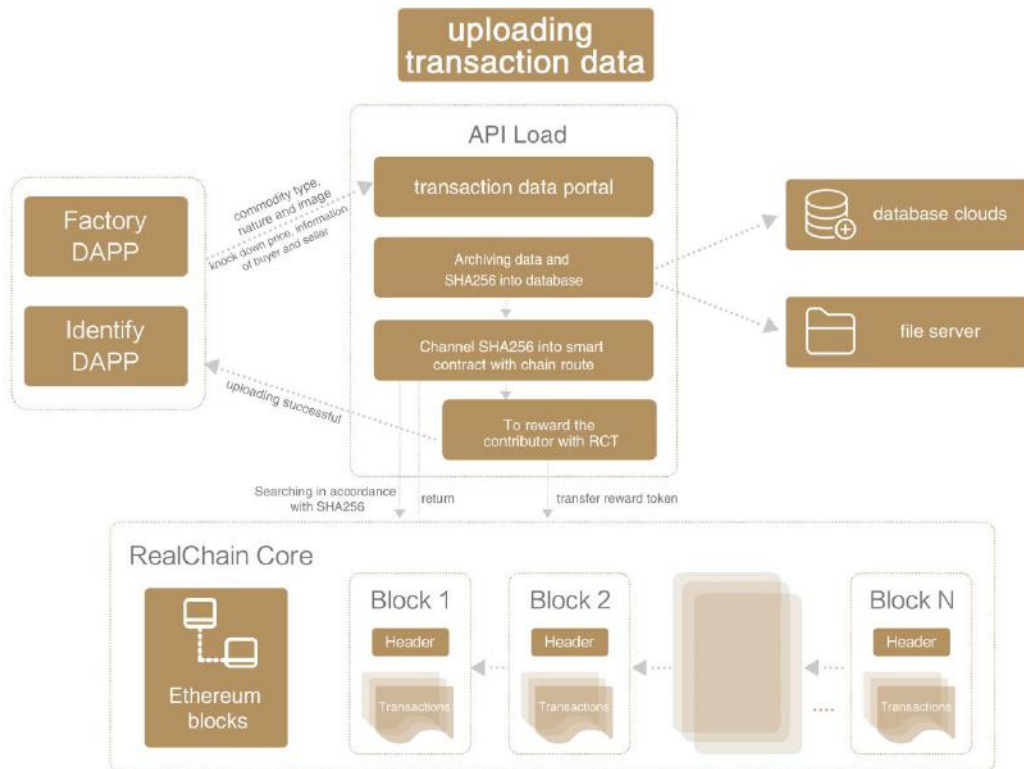 uploading
transaction data
API Load
transaction data portal
Factory
DAPP
Identify
DAPP
commodity type,
nature and image
knock down price, information
of buyer and seller
Archiving data and
SHA256 into database
database clouds
file server
Channel SHA256 into smart
contract with chain route
uploading successful
To reward the
contributor with RCT
Searching in accordance
with SHA256
return
transfer reward token
RealChain Core
Ethereum
blocks
Block 1
Header
Transactions
Block 2
Header
Transactions
....
Block N
Header
Transactions